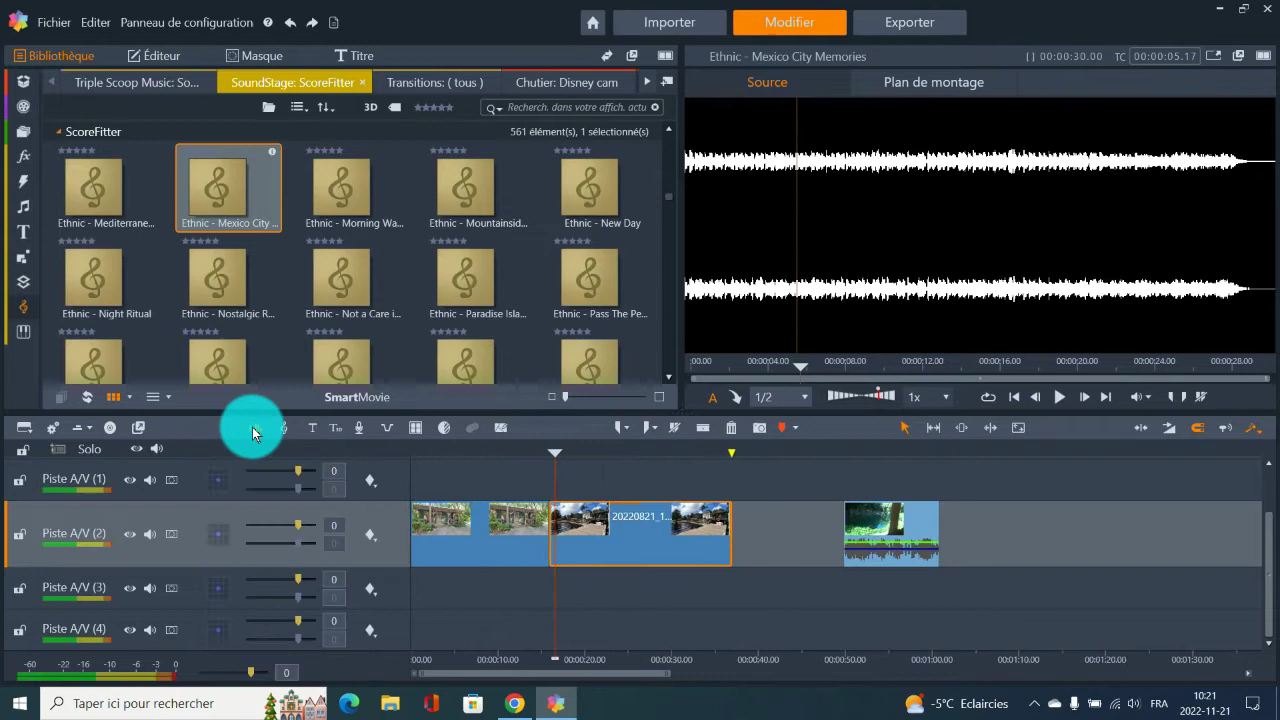 Fichier Editer Panneau de configuration
Importer Modifier Exporter
Bibliothèque Éditeur Masque Titre
Ethnic - Mexico City Memories
[] 00:00:30.00 TC 00:00:05.17
Triple Scoop Music: So... SoundStage: ScoreFitter × Transitions: ( tous ) Chutier: Disney cam
Source Plan de montage
3D Recherch. dans votre affich. actu
ScoreFitter 561 élément(s), 1 sélectionné(s)
Ethnic - Mediterrane... Ethnic - Mexico City ... Ethnic - Morning Wa... Ethnic - Mountainsid... Ethnic - New Day
Ethnic - Night Ritual Ethnic - Nostalgic R... Ethnic - Not a Care i... Ethnic - Paradise Isla... Ethnic - Pass The Pe...
:00.00 00:00:04.00 00:00:08.00 00:00:12.00 00:00:16.00 00:00:20.00 00:00:24.00 00:00:28.00
SmartMovie
A 1/2 1x
Solo
Piste A/V (1) 0 0
Piste A/V (2) 0 0
20220821_1...
Piste A/V (3) 0 0
Piste A/V (4) 0 0
-60 -22 -16 -10 -6 -3 0 0
:00.00 00:00:10.00 00:00:20.00 00:00:30.00 00:00:40.00 00:00:50.00 00:01:00.00 00:01:10.00 00:01:20.00 00:01:30.00
Taper ici pour rechercher
-5°C Eclaircies FRA 10:21
2022-11-21